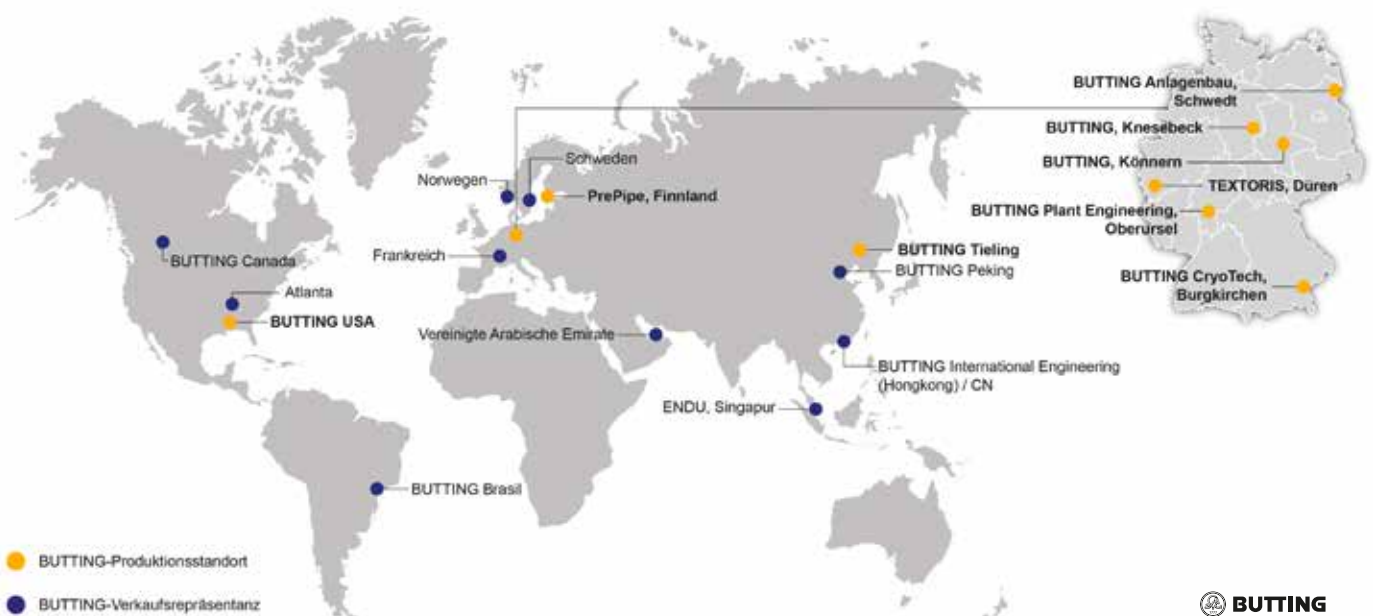 BUTTING Anlagenbau,
Schwedt
BUTTING, Knesebeck
BUTTING, Könnern
TEXTORIS, Düren
BUTTING Plant Engineering,
Oberursel
BUTTING CryoTech,
Burgkirchen
Schweden
Norwegen
PrePipe, Finnland
Frankreich
BUTTING Tieling
BUTTING Peking
BUTTING Canada
Atlanta
BUTTING USA
Vereinigte Arabische Emirate
BUTTING International Engineering
(Hongkong) / CN
ENDU, Singapur
BUTTING Brasil
BUTTING-Produktionsstandort
BUTTING-Verkaufsrepräsentanz
BUTTING